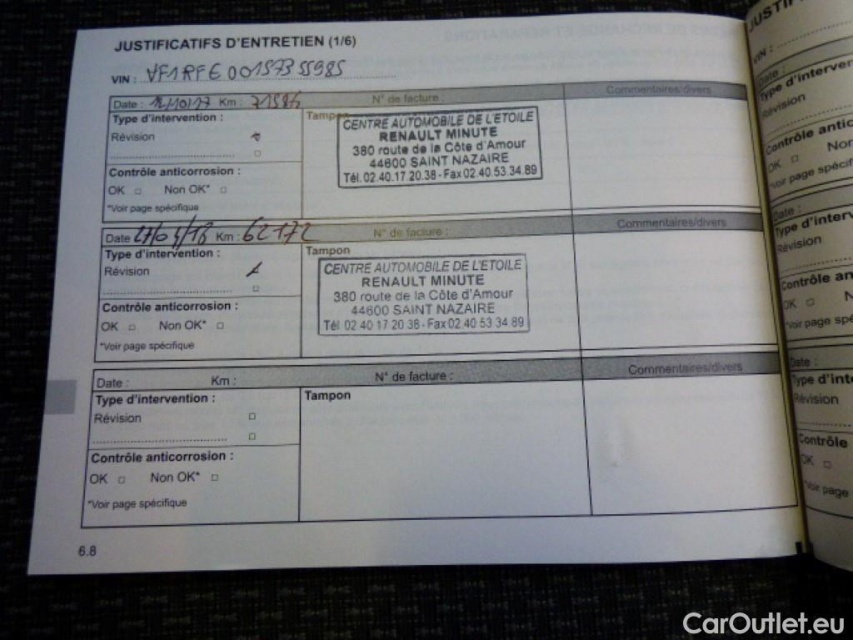 JUSTIFICATIFS D'ENTRETIEN (1/6)
VIN : VF1RFE00157355985
Date : 12/10/17 Km : N° de facture : Commentaires/divers
Type d'intervention :
Révision
Contrôle anticorrosion :
OK □ Non OK* □
*Voir page spécifique
Tampon
CENTRE AUTOMOBILE DE L'ETOILE
RENAULT MINUTE
380 route de la Côte d'Amour
44600 SAINT NAZAIRE
Tél. 02.40.17.20.38 - Fax 02.40.53.34.89
Date Km : 62172 N° de facture : Commentaires/divers
Type d'intervention :
Révision
Contrôle anticorrosion :
OK □ Non OK* □
*Voir page spécifique
Tampon
CENTRE AUTOMOBILE DE L'ETOILE
RENAULT MINUTE
380 route de la Côte d'Amour
44600 SAINT NAZAIRE
Tél 02 40 17 20 38 - Fax 02 40 53 34 89
Date : Km : N° de facture : Commentaires/divers
Type d'intervention :
Révision □
□
Contrôle anticorrosion :
OK □ Non OK* □
*Voir page spécifique
Tampon
6.8
CarOutlet.eu